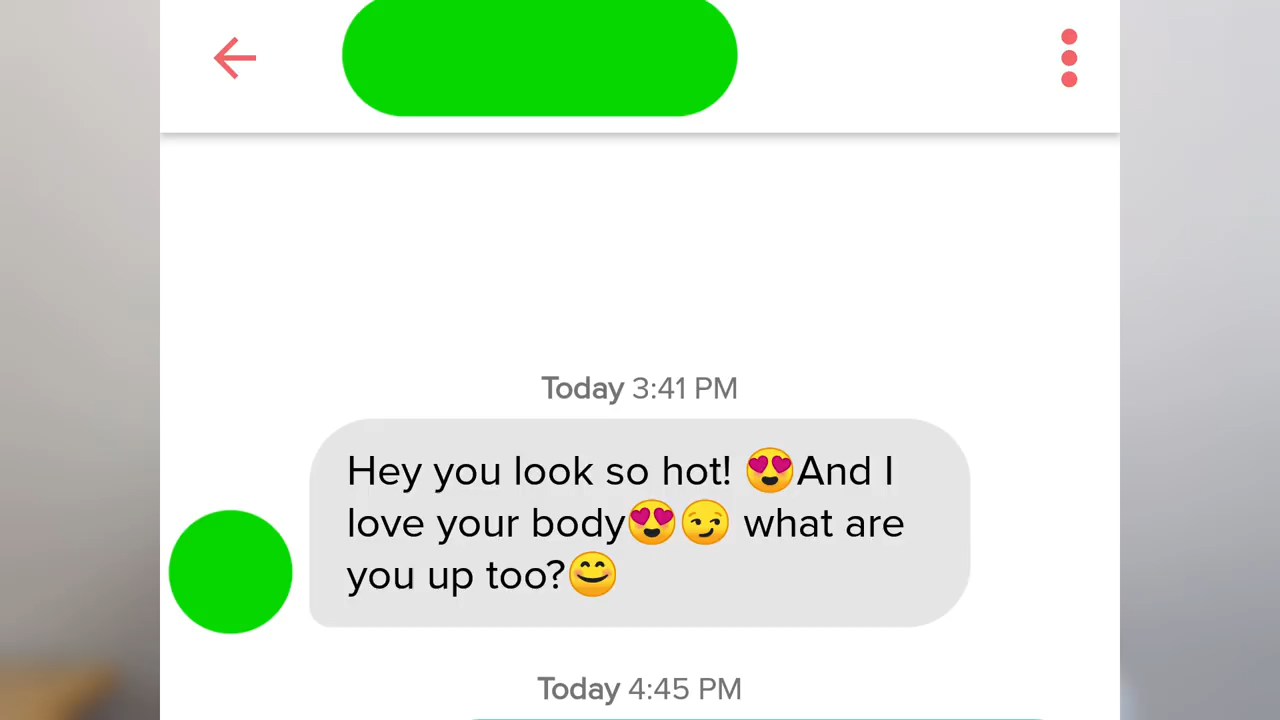 Today 3:41 PM
Hey you look so hot! 😍And I
love your body😍😏 what are
you up too?😊
Today 4:45 PM